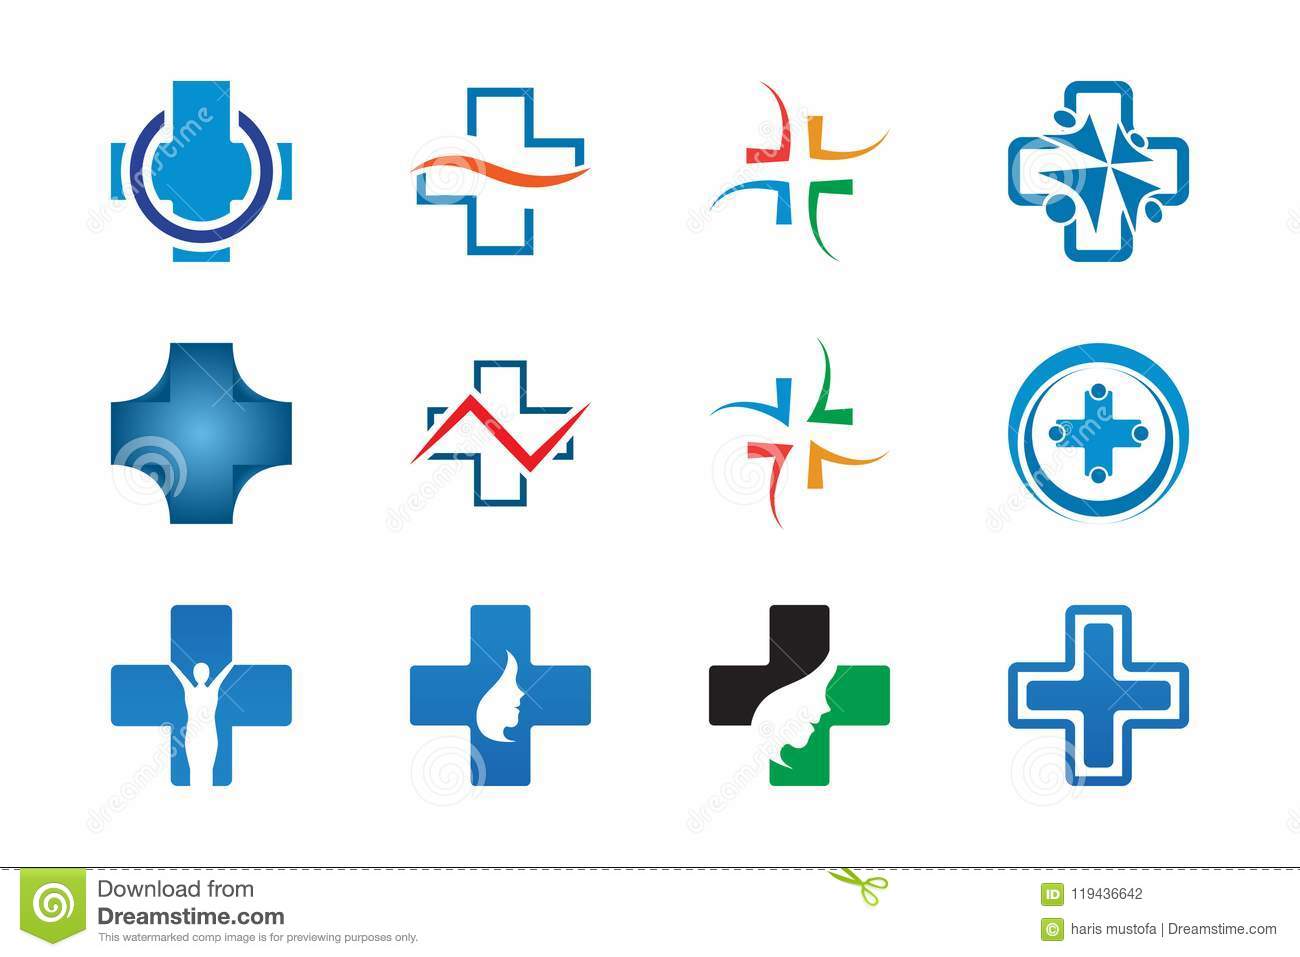 dreamstime
Download from
Dreamstime.com
This watermarked comp image is for previewing purposes only.
ID 119436642
© haris mustofa | Dreamstime.com